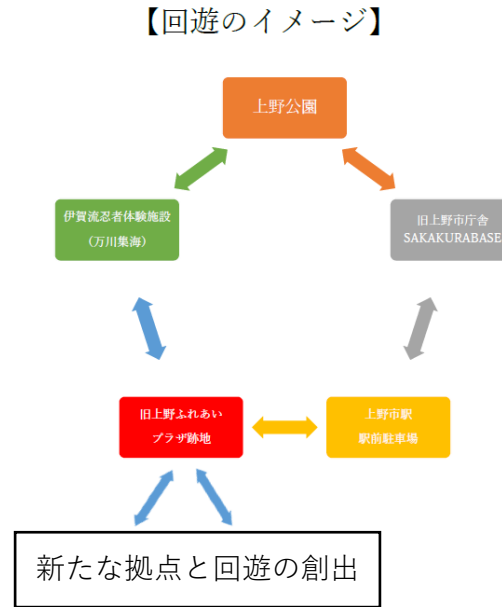 【回遊のイメージ】
上野公園
伊賀流忍者体験施設
（万川集海）
旧上野市庁舎
SAKAKURABASE
旧上野ふれあい
プラザ跡地
上野市駅
駅前駐車場
新たな拠点と回遊の創出